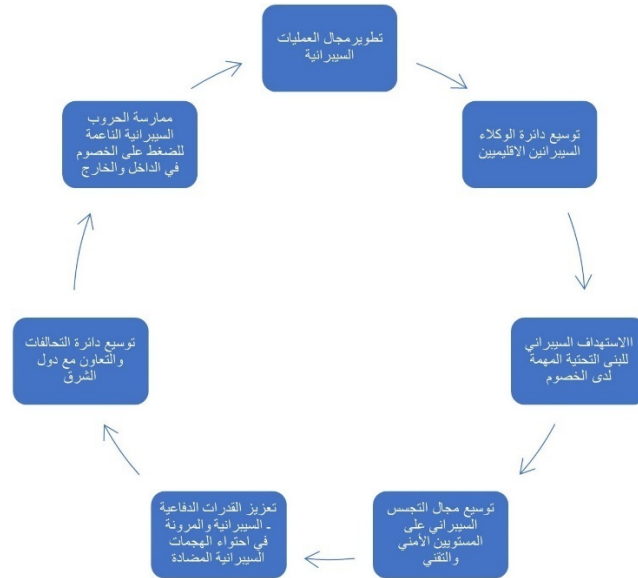 تطوير مجال العمليات
السيبرانية
توسيع دائرة الوكلاء
السيبرانين الاقليميين
االاستهداف السيبراني
للبنى التحتية المهمة
لدى الخصوم
توسيع مجال التجسس
السيبراني على
المستويين الأمني
والتقني
تعزيز القدرات الدفاعية
ـ السيبرانية والمرونة
في احتواء الهجمات
السيبرانية المضادة
توسيع دائرة التحالفات
والتعاون مع دول
الشرق
ممارسة الحروب
السيبرانية الناعمة
للضغط على الخصوم
في الداخل والخارج